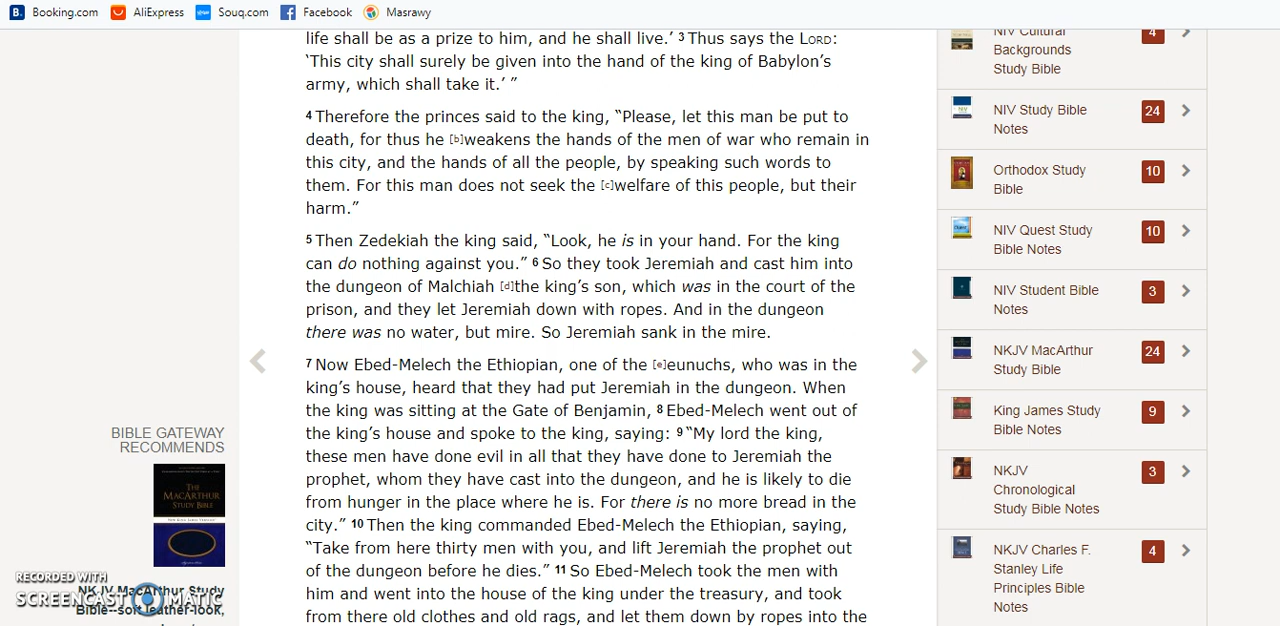 Booking.com
AliExpress
Souq.com
Facebook
Masrawy
life shall be as a prize to him, and he shall live.’ 3 Thus says the LORD:
‘This city shall surely be given into the hand of the king of Babylon’s
army, which shall take it.’ ”
4 Therefore the princes said to the king, “Please, let this man be put to
death, for thus he [b]weakens the hands of the men of war who remain in
this city, and the hands of all the people, by speaking such words to
them. For this man does not seek the [c]welfare of this people, but their
harm.”
5 Then Zedekiah the king said, “Look, he is in your hand. For the king
can do nothing against you.” 6 So they took Jeremiah and cast him into
the dungeon of Malchiah [d]the king’s son, which was in the court of the
prison, and they let Jeremiah down with ropes. And in the dungeon
there was no water, but mire. So Jeremiah sank in the mire.
7 Now Ebed-Melech the Ethiopian, one of the [e]eunuchs, who was in the
king’s house, heard that they had put Jeremiah in the dungeon. When
the king was sitting at the Gate of Benjamin, 8 Ebed-Melech went out of
the king’s house and spoke to the king, saying: 9 “My lord the king,
these men have done evil in all that they have done to Jeremiah the
prophet, whom they have cast into the dungeon, and he is likely to die
from hunger in the place where he is. For there is no more bread in the
city.” 10 Then the king commanded Ebed-Melech the Ethiopian, saying,
“Take from here thirty men with you, and lift Jeremiah the prophet out
of the dungeon before he dies.” 11 So Ebed-Melech took the men with
him and went into the house of the king under the treasury, and took
from there old clothes and old rags, and let them down by ropes into the
NIV Cultural
Backgrounds
Study Bible
4
NIV Study Bible
Notes
24
Orthodox Study
Bible
10
NIV Quest Study
Bible Notes
10
NIV Student Bible
Notes
3
NKJV MacArthur
Study Bible
24
King James Study
Bible Notes
9
NKJV
Chronological
Study Bible Notes
3
NKJV Charles F.
Stanley Life
Principles Bible
Notes
4
BIBLE GATEWAY
RECOMMENDS
THE
MACARTHUR
STUDY BIBLE
NKJV MacArthur Study
Bible--soft leather-look,
RECORDED WITH
SCREENCAST MATIC